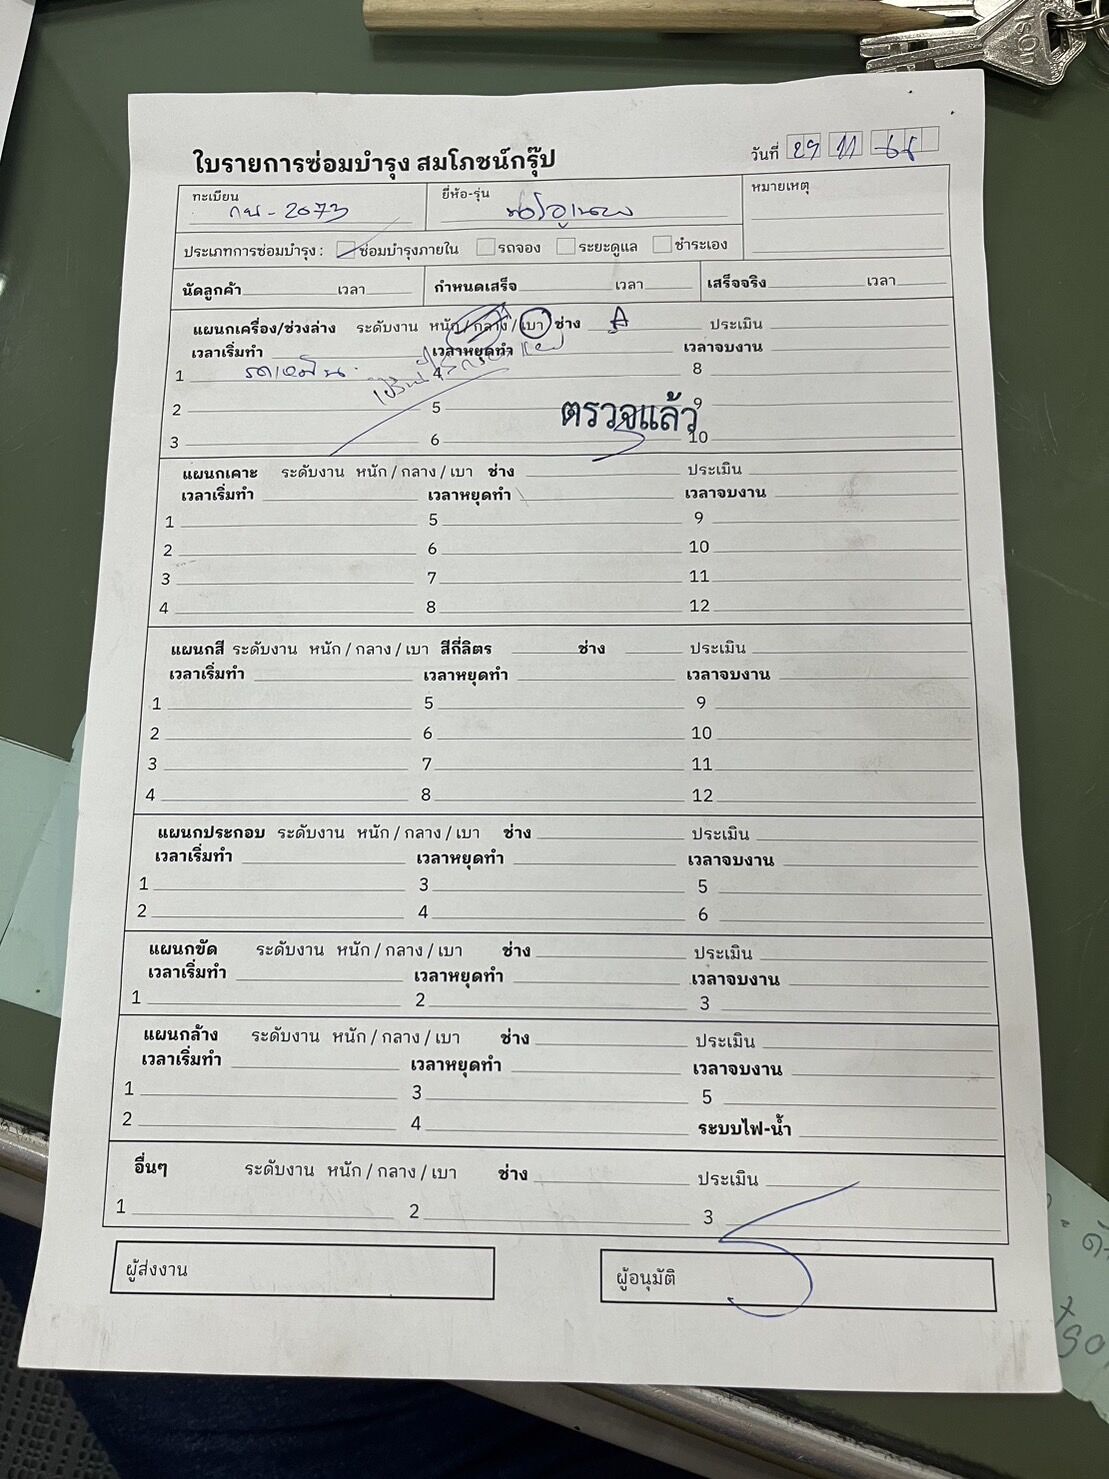 ใบรายการซ่อมบำรุง สมโภชน์กรุ๊ป
วันที่ 29 11 68
ทะเบียน
กบ - 2073
ยี่ห้อ-รุ่น
หมายเหตุ
ประเภทการซ่อมบำรุง : ซ่อมบำรุงภายใน รถจอง ระยะดูแล ชำระเอง
นัดลูกค้า เวลา กำหนดเสร็จ เวลา เสร็จจริง เวลา
แผนกเครื่อง/ช่วงล่าง ระดับงาน หนัก/กลาง/เบา ช่าง A ประเมิน
เวลาเริ่มทำ เวลาหยุดทำ เวลาจบงาน
1 4 8
2 5 9
ตรวจแล้ว
3 6 10
แผนกเคาะ ระดับงาน หนัก / กลาง / เบา ช่าง ประเมิน
เวลาเริ่มทำ เวลาหยุดทำ เวลาจบงาน
1 5 9
2 6 10
3 7 11
4 8 12
แผนกสี ระดับงาน หนัก / กลาง / เบา สีกี่ลิตร ช่าง ประเมิน
เวลาเริ่มทำ เวลาหยุดทำ เวลาจบงาน
1 5 9
2 6 10
3 7 11
4 8 12
แผนกประกอบ ระดับงาน หนัก / กลาง / เบา ช่าง ประเมิน
เวลาเริ่มทำ เวลาหยุดทำ เวลาจบงาน
1 3 5
2 4 6
แผนกขัด ระดับงาน หนัก / กลาง / เบา ช่าง ประเมิน
เวลาเริ่มทำ เวลาหยุดทำ เวลาจบงาน
1 2 3
แผนกล้าง ระดับงาน หนัก / กลาง / เบา ช่าง ประเมิน
เวลาเริ่มทำ เวลาหยุดทำ เวลาจบงาน
1 3 5
2 4 ระบบไฟ-น้ำ
อื่นๆ ระดับงาน หนัก / กลาง / เบา ช่าง ประเมิน
1 2 3
ผู้ส่งงาน ผู้อนุมัติ